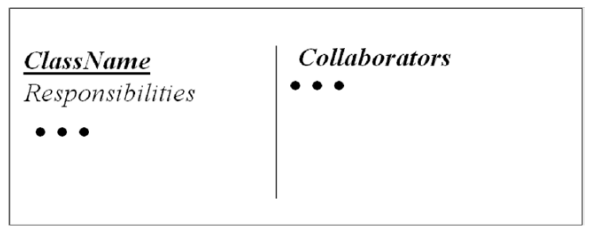 ClassName
Responsibilities
• • •
Collaborators
• • •